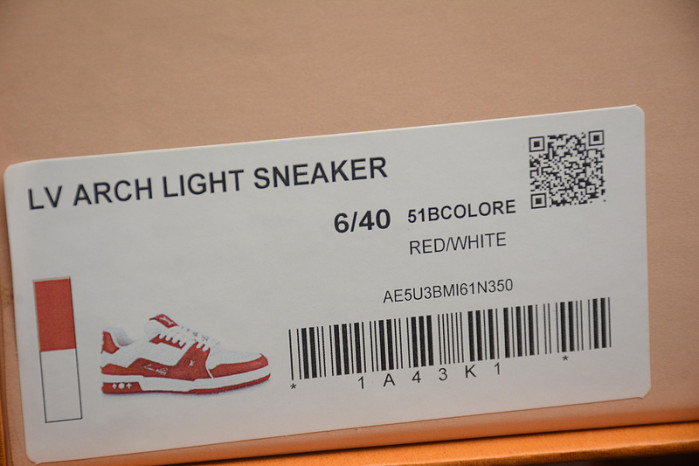 LV ARCH LIGHT SNEAKER
6/40 51BCOLORE
RED/WHITE
AE5U3BMI61N350
* 1A43K1 *